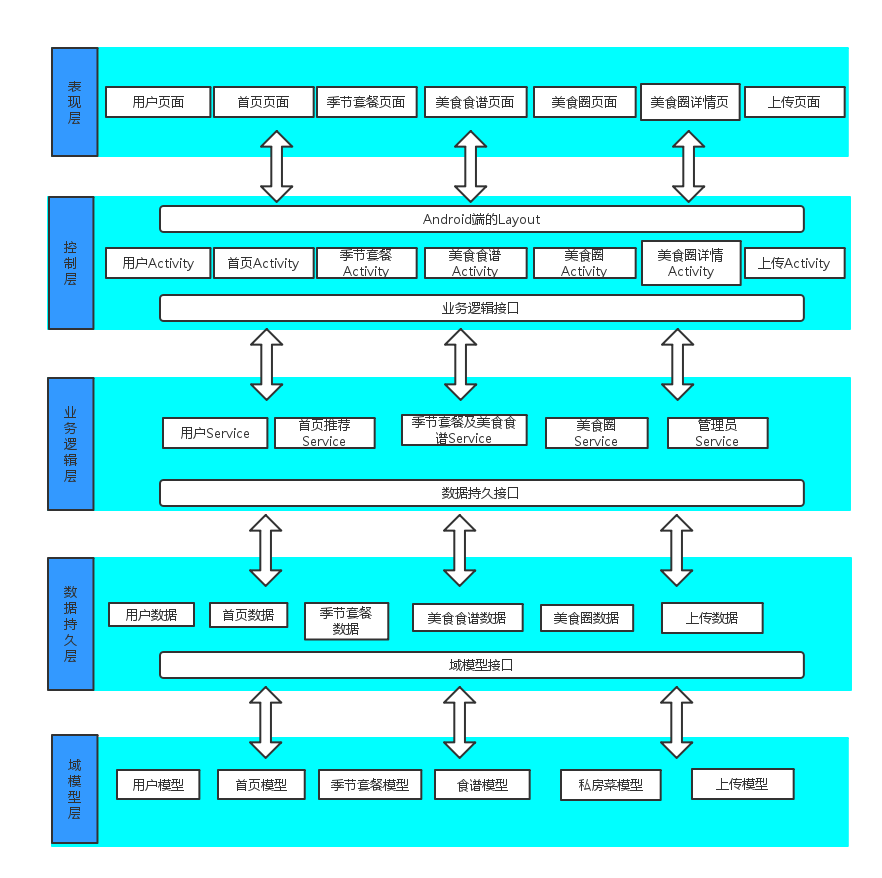 表现层
用户页面
首页页面
季节套餐页面
美食食谱页面
美食圈页面
美食圈详情页
上传页面
控制层
Android端的Layout
用户Activity
首页Activity
季节套餐
Activity
美食食谱
Activity
美食圈
Activity
美食圈详情
Activity
上传Activity
业务逻辑接口
业务逻辑层
用户Service
首页推荐
Service
季节套餐及美食食
谱Service
美食圈
Service
管理员
Service
数据持久接口
数据持久层
用户数据
首页数据
季节套餐
数据
美食食谱数据
美食圈数据
上传数据
域模型接口
域模型层
用户模型
首页模型
季节套餐模型
食谱模型
私房菜模型
上传模型